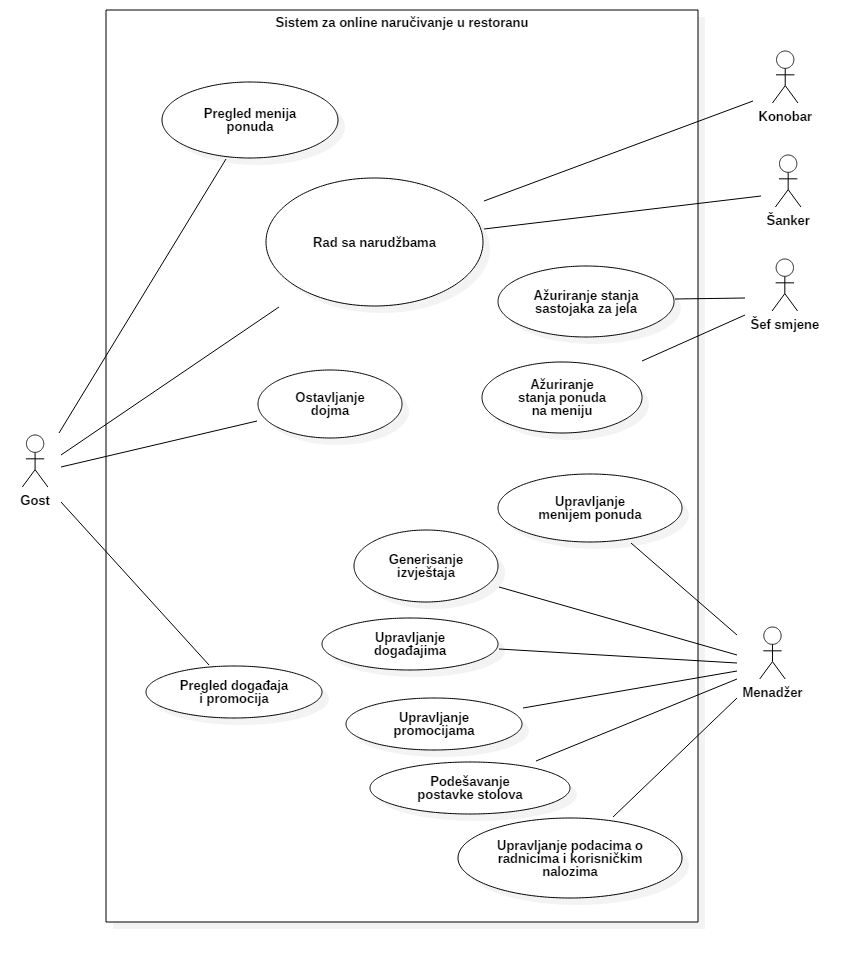 Sistem za online naručivanje u restoranu
Pregled menija
ponuda
Konobar
Rad sa narudžbama
Šanker
Ažuriranje stanja
sastojaka za jela
Šef smjene
Ažuriranje
stanja ponuda
na meniju
Ostavljanje
dojma
Gost
Upravljanje
menijem ponuda
Generisanje
izvještaja
Upravljanje
događajima
Pregled događaja
i promocija
Menadžer
Upravljanje
promocijama
Podešavanje
postavke stolova
Upravljanje podacima o
radnicima i korisničkim
nalozima